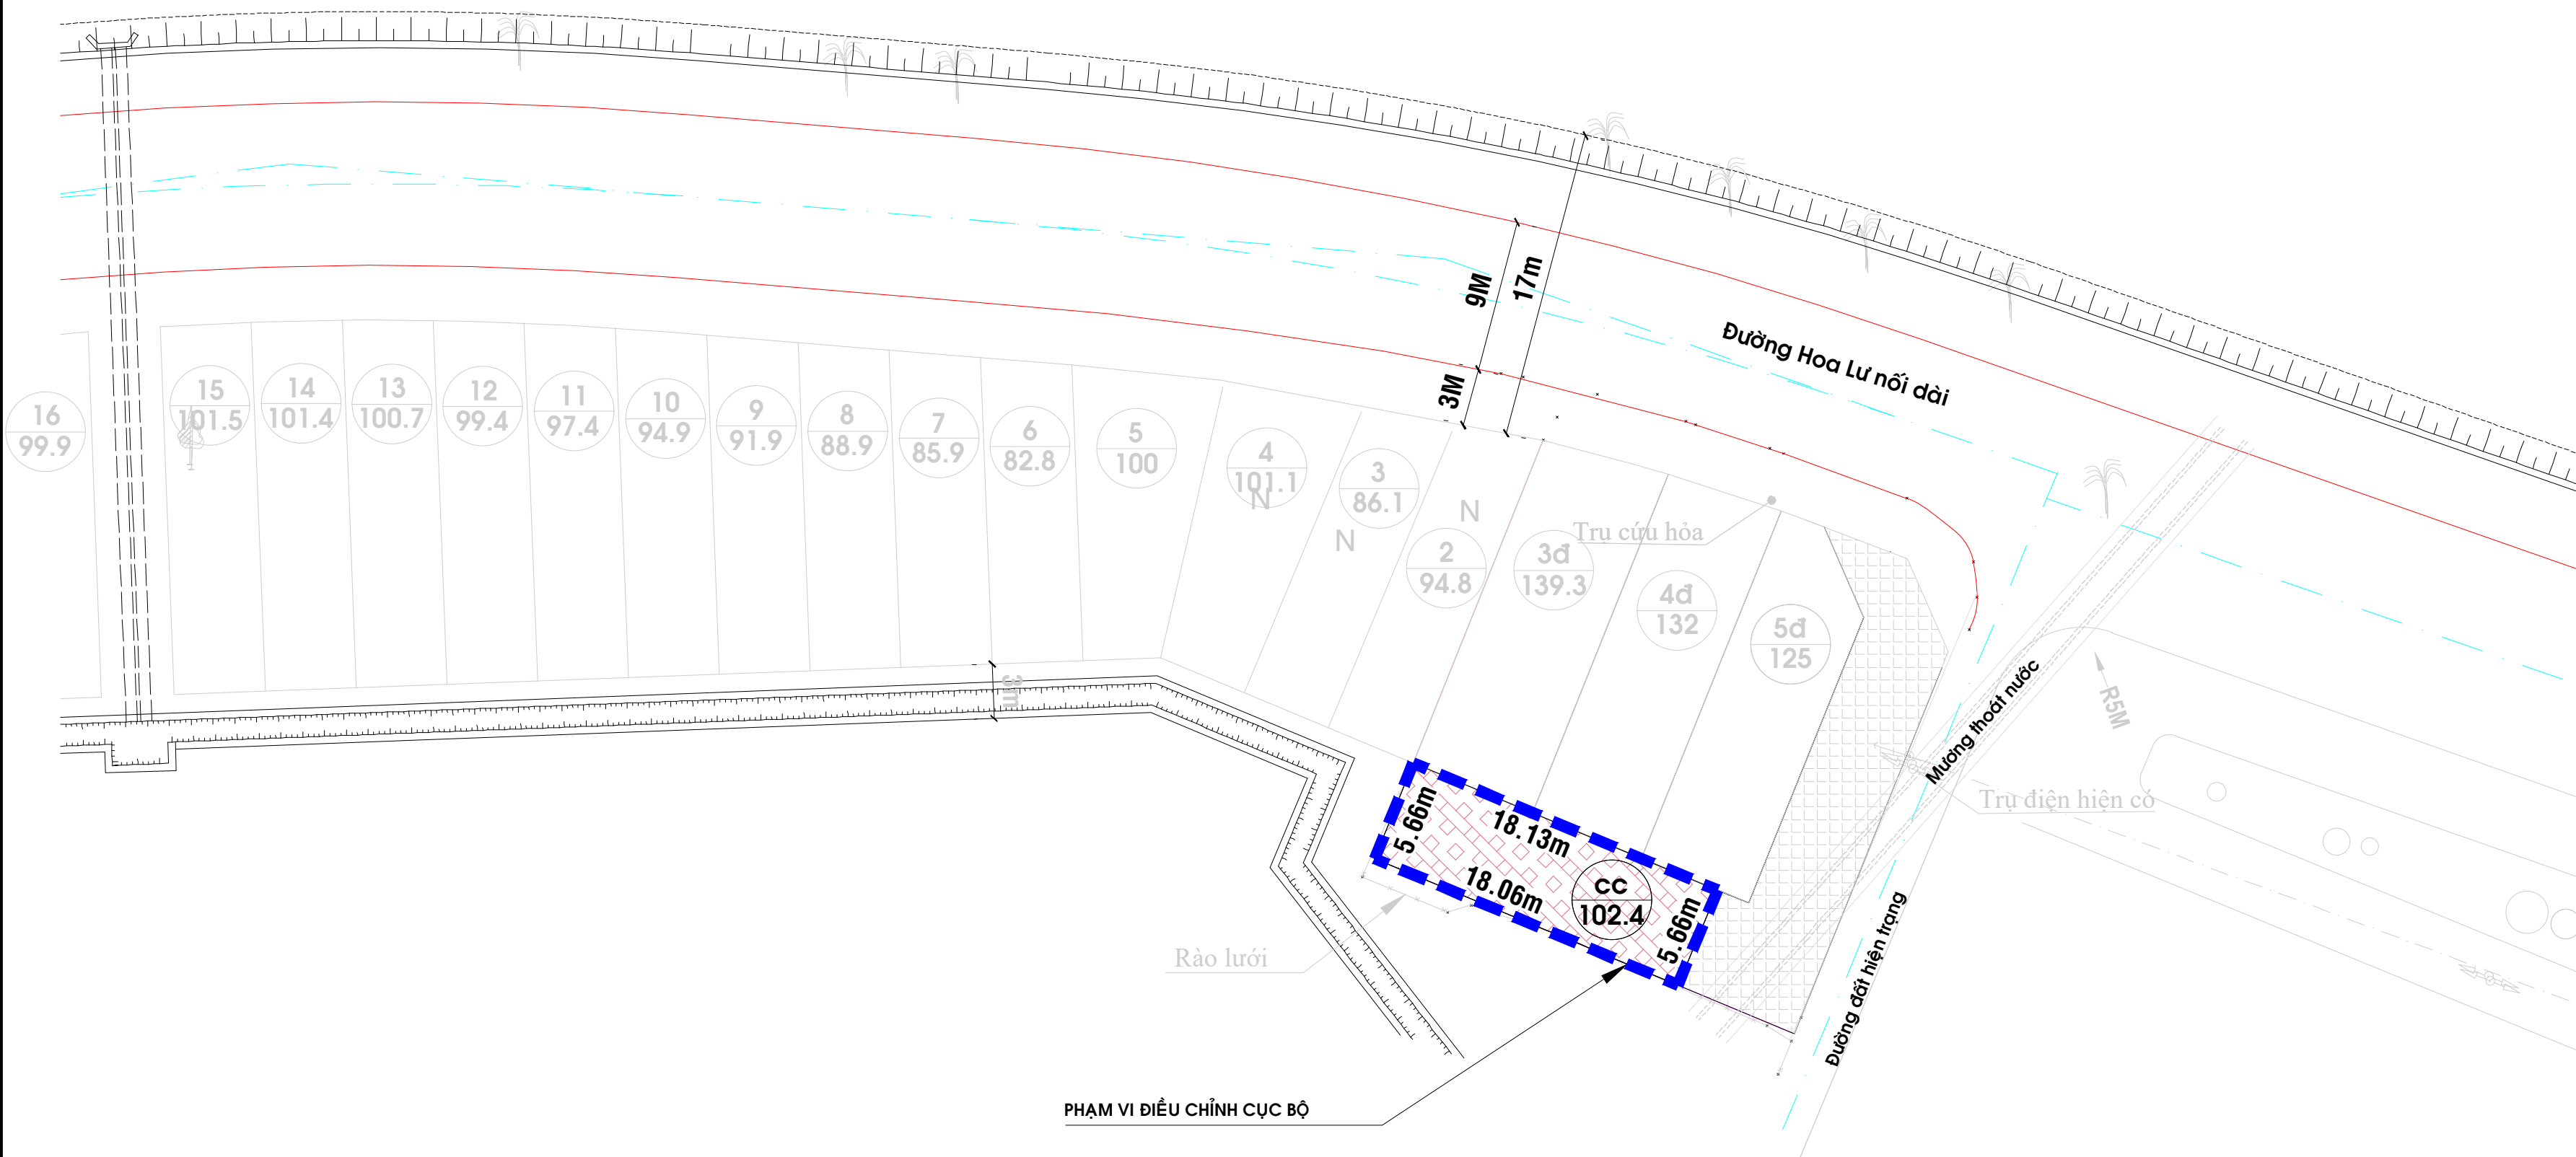 9M
17m
3M
Đường Hoa Lư nối dài
16
99.9
15
101.5
14
101.4
13
100.7
12
99.4
11
97.4
10
94.9
9
91.9
8
88.9
7
85.9
6
82.8
5
100
4
101.1
N
3
86.1
N
N
2
94.8
3đ
139.3
Trụ cứu hỏa
4đ
132
5đ
125
3m
Mương thoát nước
R5M
Trụ điện hiện có
5.66m
18.13m
18.06m
CC
102.4
5.66m
Đường đất hiện trạng
Rào lưới
PHẠM VI ĐIỀU CHỈNH CỤC BỘ